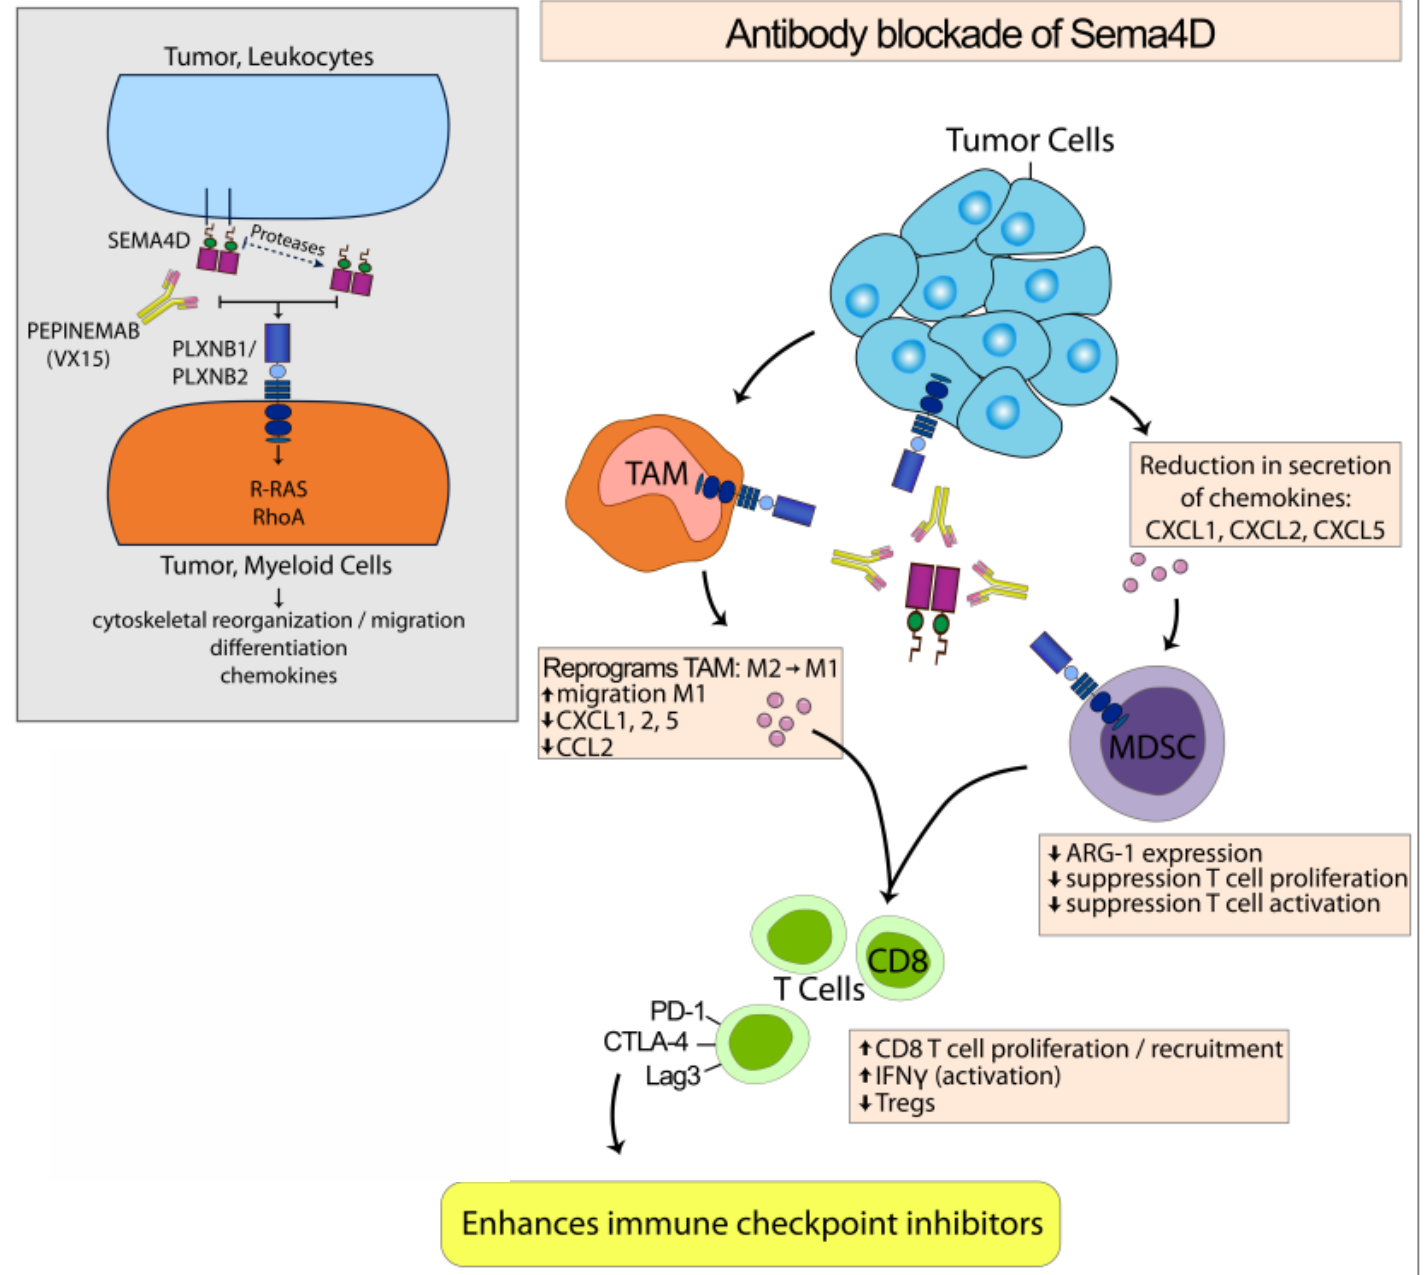 Tumor, Leukocytes
SEMA4D
Proteases
PEPINEMAB
(VX15)
PLXNB1/
PLXNB2
R-RAS
RhoA
Tumor, Myeloid Cells
cytoskeletal reorganization / migration
differentiation
chemokines
Antibody blockade of Sema4D
Tumor Cells
TAM
Reduction in secretion
of chemokines:
CXCL1, CXCL2, CXCL5
Reprograms TAM: M2→M1
↑migration M1
↓CXCL1, 2, 5
↓CCL2
MDSC
↓ARG-1 expression
↓suppression T cell proliferation
↓suppression T cell activation
CD8
T Cells
PD-1
CTLA-4
Lag3
↑CD8 T cell proliferation / recruitment
↑IFNγ (activation)
↓Tregs
Enhances immune checkpoint inhibitors